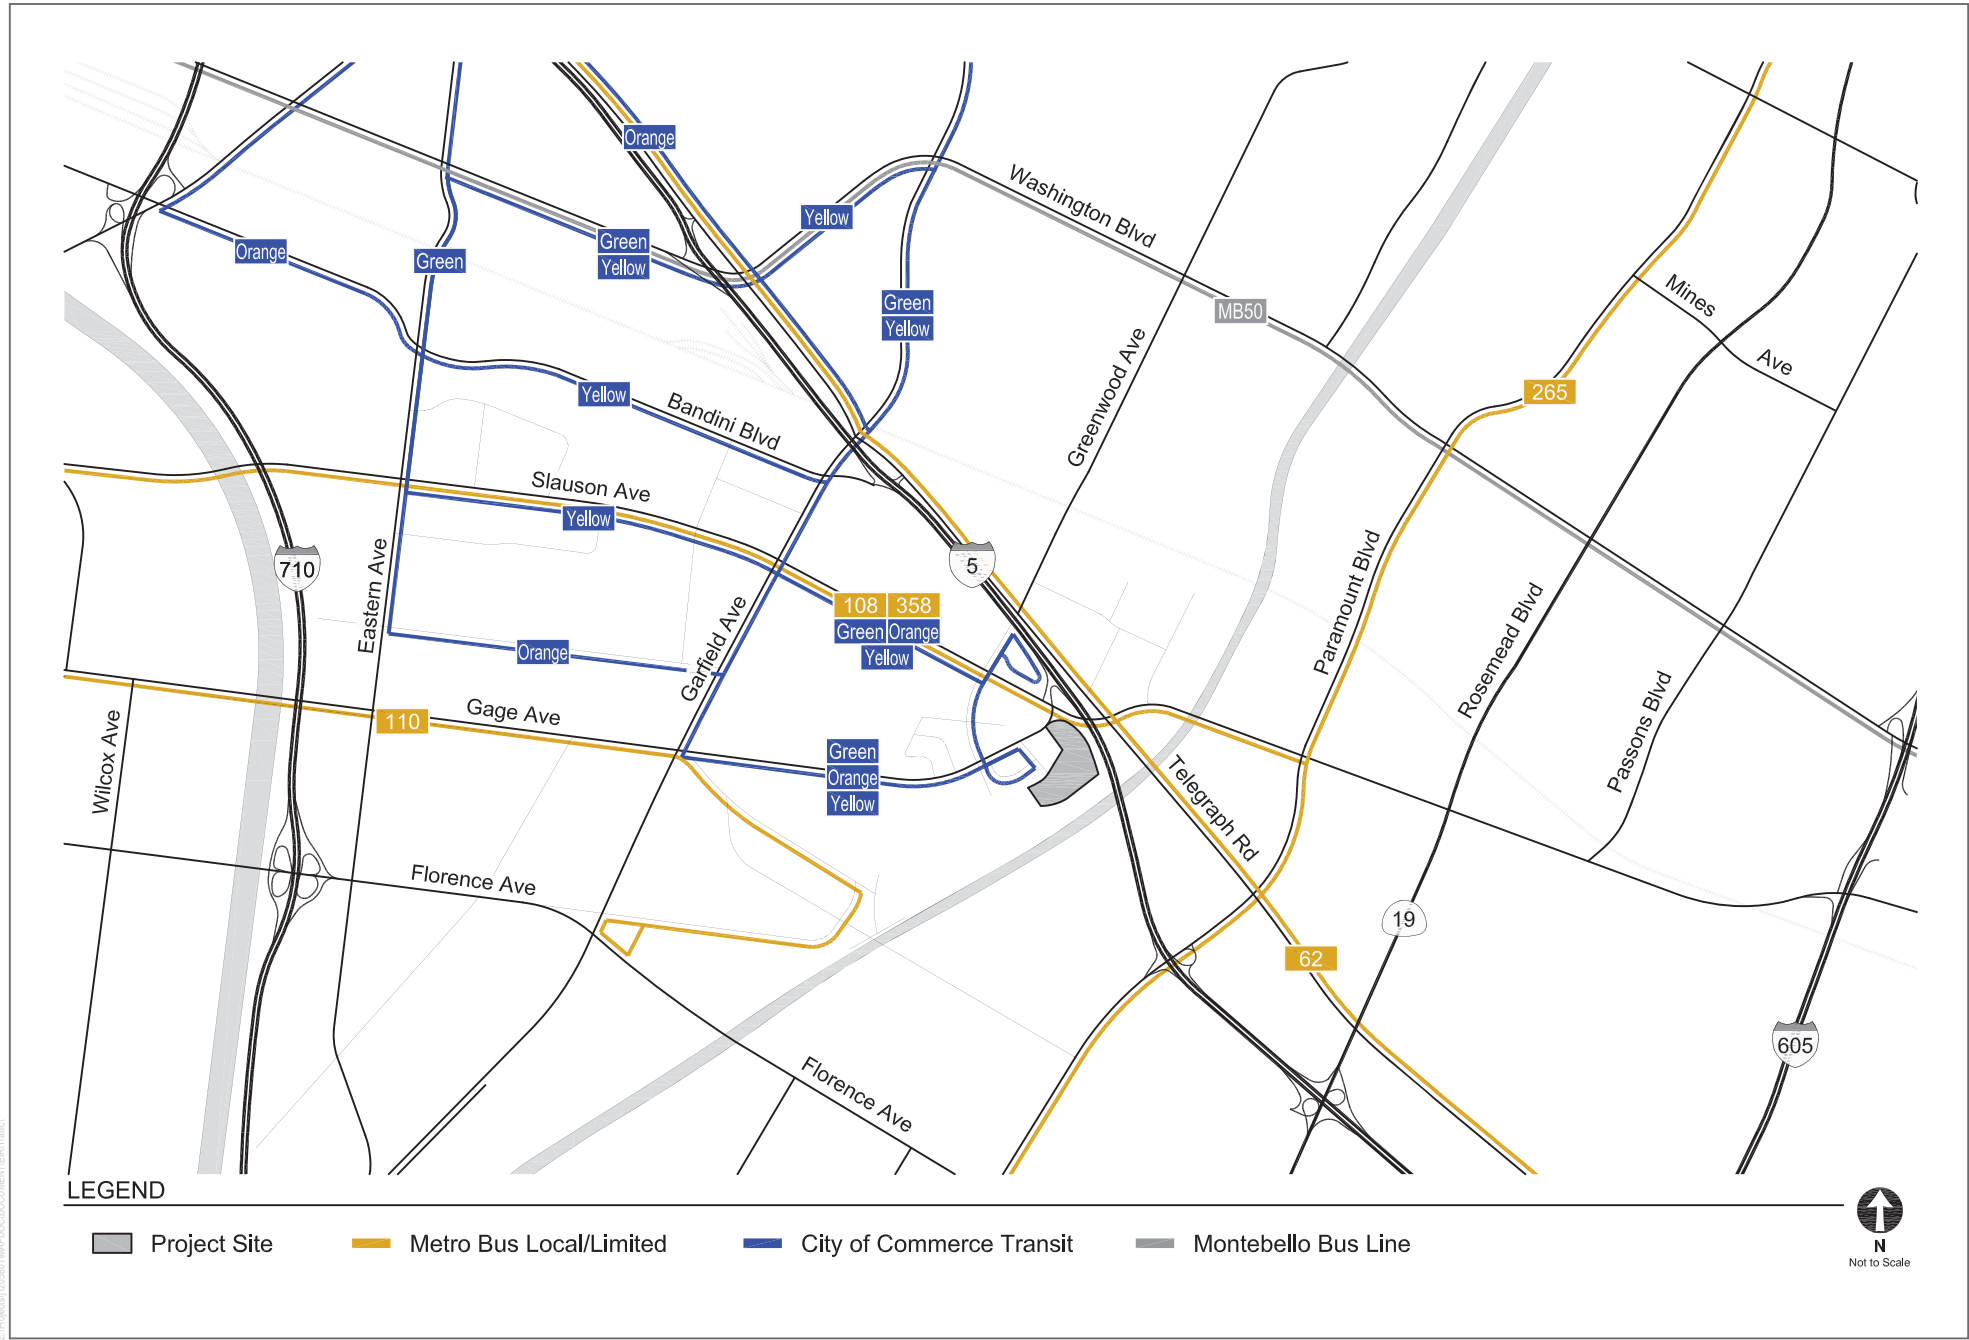 Orange
Washington Blvd
Yellow
Green
Yellow
Orange
Green
Mines
Ave
Green
Yellow
MB50
Greenwood Ave
265
Yellow
Bandini Blvd
Slauson Ave
Yellow
710
5
Eastern Ave
Paramount Blvd
108 358
Green Orange
Yellow
Rosemead Blvd
Orange
Garfield Ave
Passons Blvd
110
Gage Ave
Wilcox Ave
Green
Orange
Yellow
Telegraph Rd
Florence Ave
19
62
605
Florence Ave
LEGEND
Project Site
Metro Bus Local/Limited
City of Commerce Transit
Montebello Bus Line
N
Not to Scale